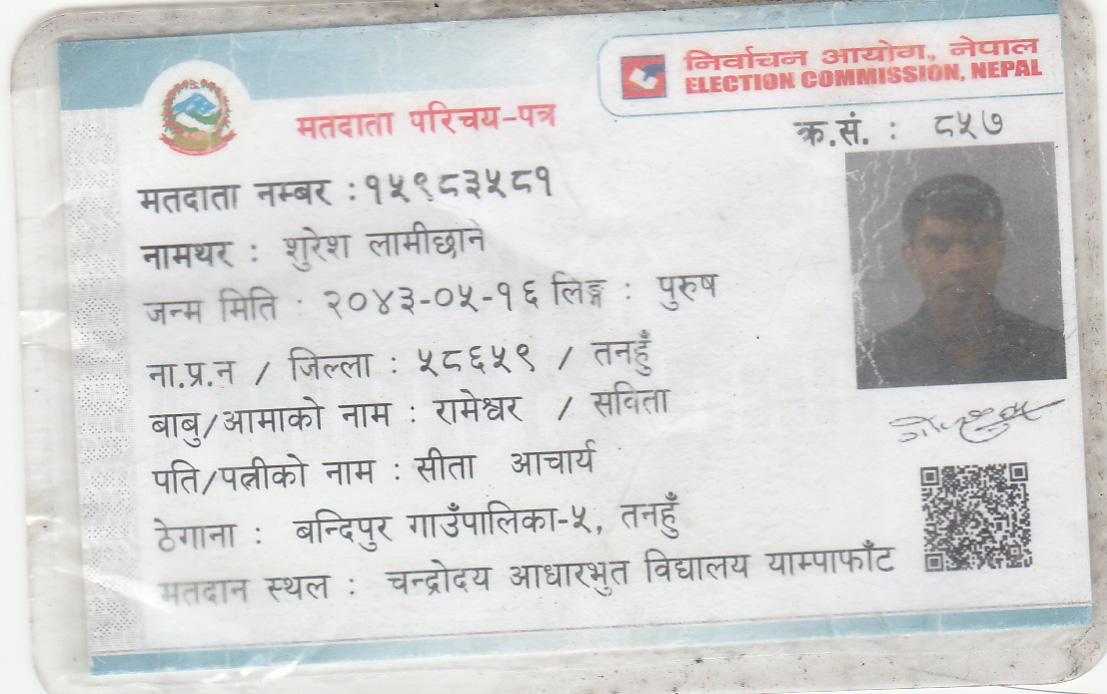 निर्वाचन आयोग, नेपाल
ELECTION COMMISSION, NEPAL
मतदाता परिचय-पत्र
क्र.सं. : ८५७
मतदाता नम्बर : १५९८३५८१
नामथर : शुरेश लामीछाने
जन्म मिति : २०४३-०५-१६ लिङ्ग : पुरुष
ना.प्र.न / जिल्ला : ५८६५९ / तनहुँ
बाबु/आमाको नाम : रामेश्वर / सविता
पति/पत्नीको नाम : सीता आचार्य
ठेगाना : बन्दिपुर गाउँपालिका-५, तनहुँ
मतदान स्थल : चन्द्रोदय आधारभुत विद्यालय याम्पाफाँट